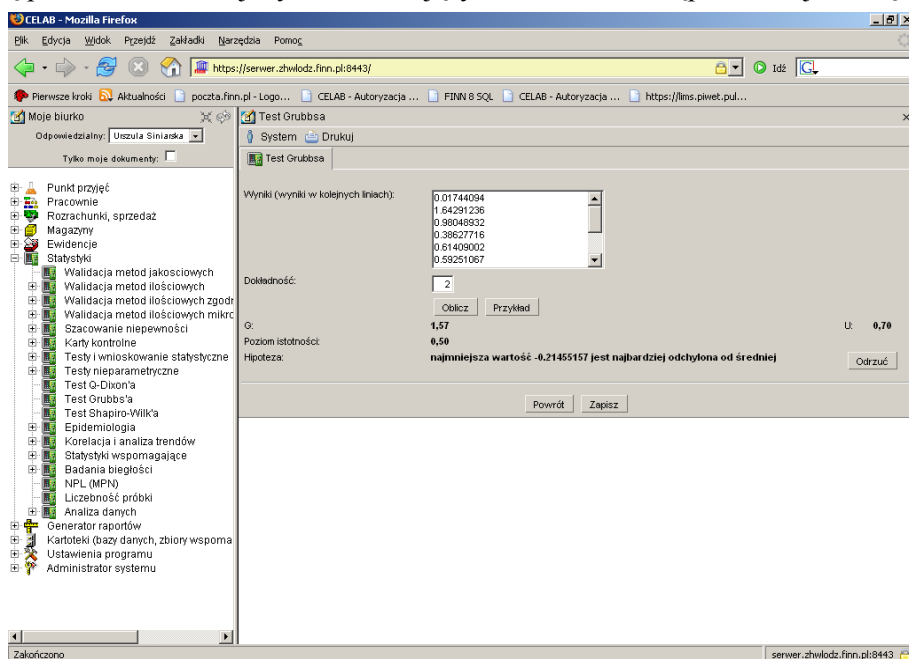 CELAB - Mozilla Firefox
Plik Edycja Widok Przejdź Zakładki Narzędzia Pomoc
https://serwer.zhwlodz.finn.pl:8443/ Idź
Pierwsze kroki Aktualności poczta.finn.pl - Logo... CELAB - Autoryzacja ... FINN 8 SQL CELAB - Autoryzacja ... https://lims.piwet.pul...
Moje biurko
Odpowiedzialny: Urszula Siniarska
Tylko moje dokumenty:
Punkt przyjęć
Pracownie
Rozrachunki, sprzedaż
Magazyny
Ewidencje
Statystyki
Walidacja metod jakosciowych
Walidacja metod ilościowych
Walidacja metod ilościowych zgodn
Walidacja metod ilościowych mikrc
Szacowanie niepewności
Karty kontrolne
Testy i wnioskowanie statystyczne
Testy nieparametryczne
Test Q-Dixon'a
Test Grubbs'a
Test Shapiro-Wilk'a
Epidemiologia
Korelacja i analiza trendów
Statystyki wspomagające
Badania biegłości
NPL (MPN)
Liczebność próbki
Analiza danych
Generator raportów
Kartoteki (bazy danych, zbiory wspoma
Ustawienia programu
Administrator systemu
Test Grubbsa
System Drukuj
Test Grubbsa
Wyniki (wyniki w kolejnych liniach):
0.01744094
1.64291236
0.98048932
0.38627716
0.61409002
0.59251067
Dokładność: 2
Oblicz Przykład
G: 1,57 U: 0,70
Poziom istotności: 0,50
Hipoteza: najmniejsza wartość -0.21455157 jest najbardziej odchylona od średniej Odrzuć
Powrót Zapisz
Zakończono serwer.zhwlodz.finn.pl:8443